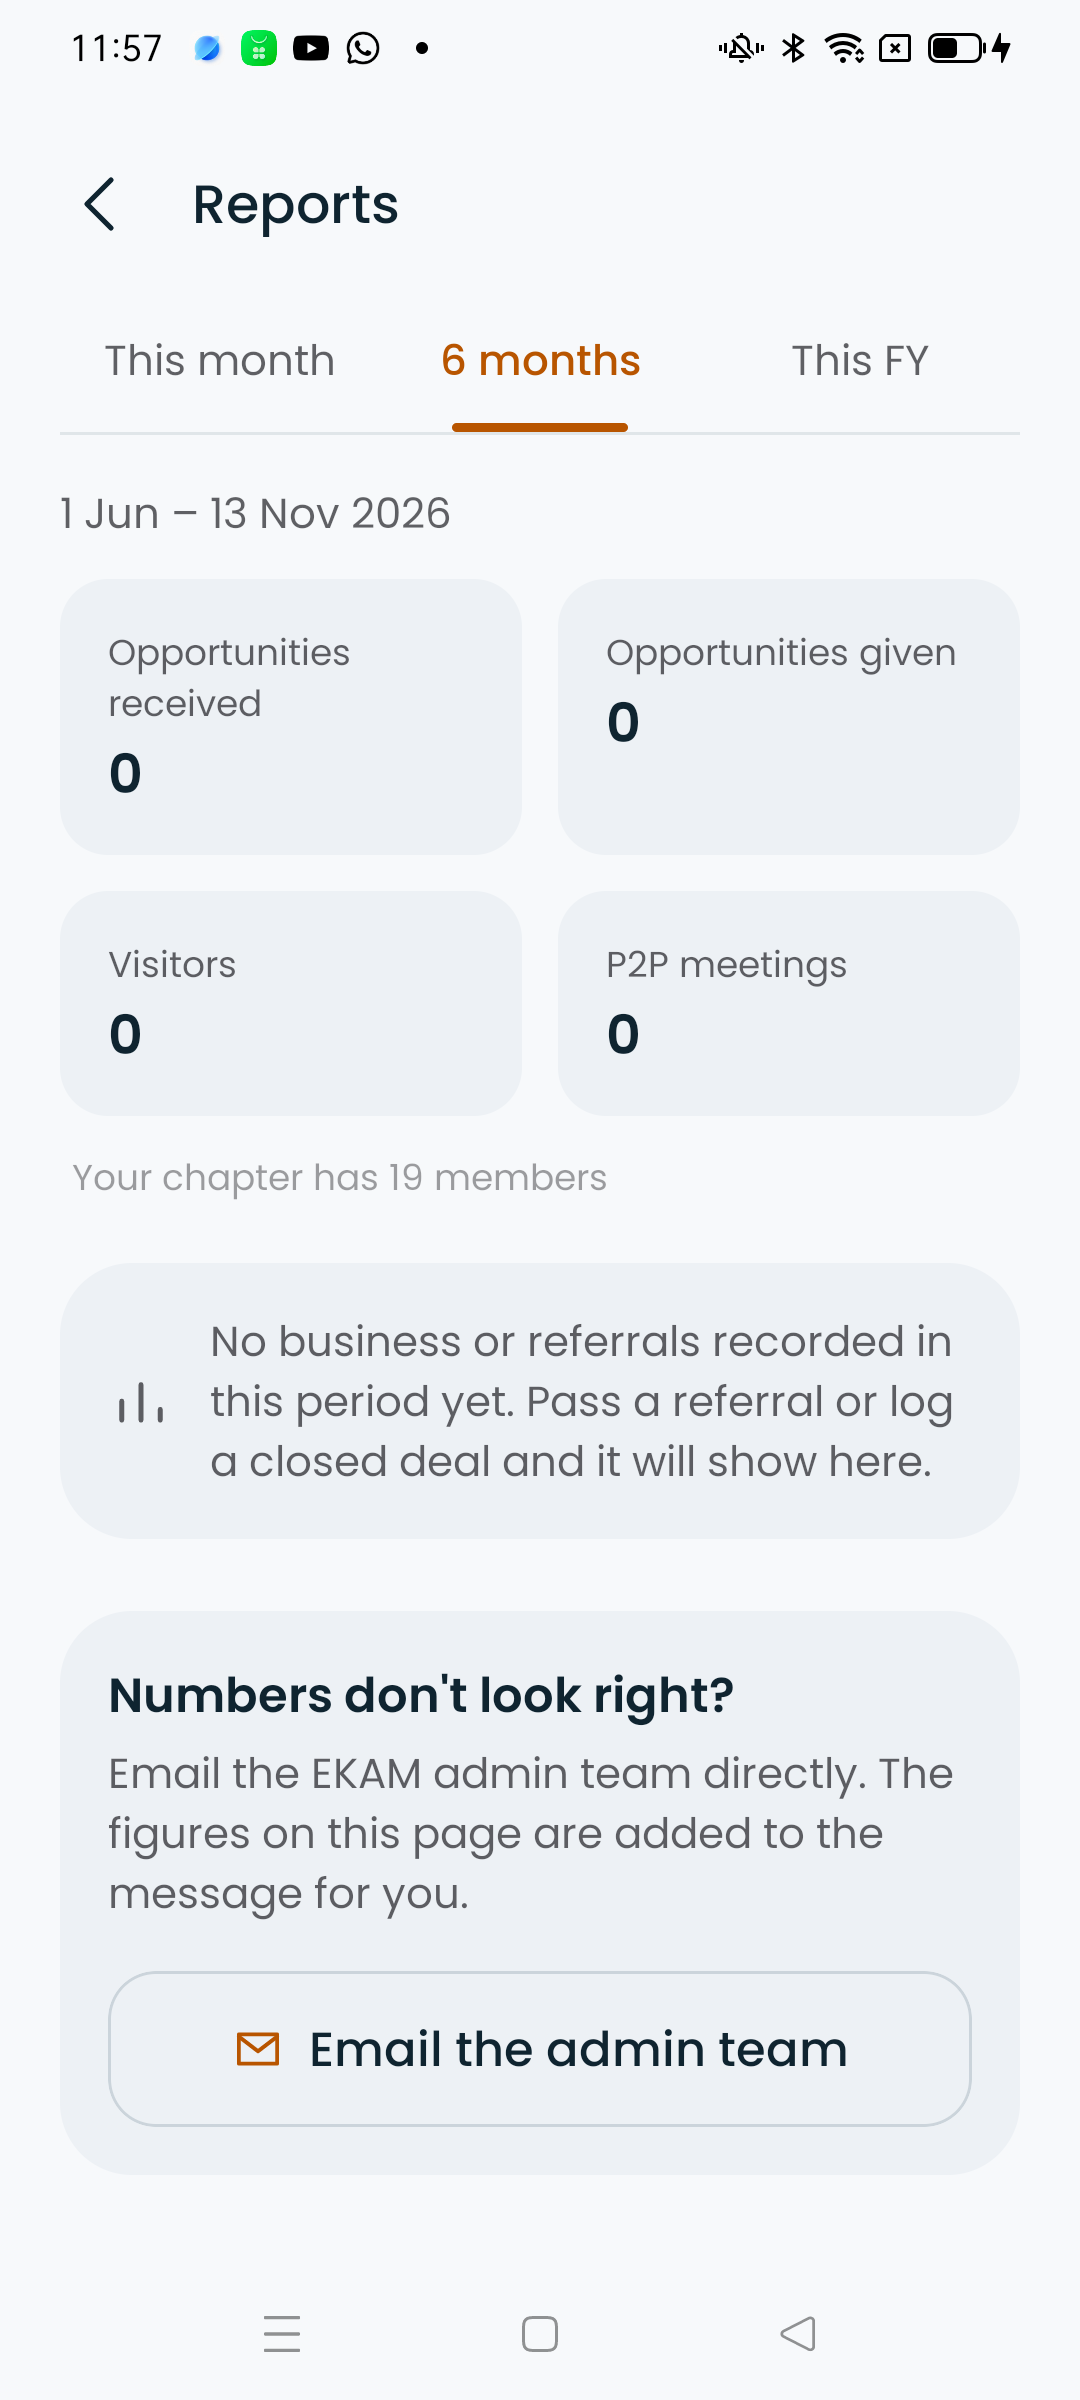 11:57
Reports
This month
6 months
This FY
1 Jun – 13 Nov 2026
Opportunities
received
0
Opportunities given
0
Visitors
0
P2P meetings
0
Your chapter has 19 members
No business or referrals recorded in
this period yet. Pass a referral or log
a closed deal and it will show here.
Numbers don't look right?
Email the EKAM admin team directly. The
figures on this page are added to the
message for you.
Email the admin team